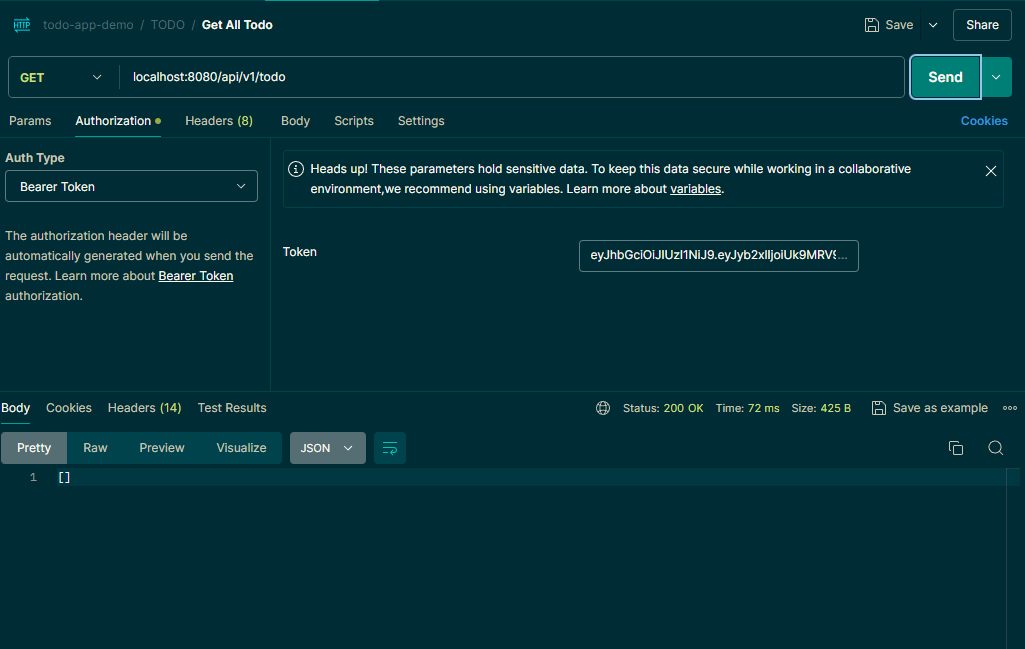 HTTP todo-app-demo / TODO / Get All Todo Save Share
GET localhost:8080/api/v1/todo Send
Params Authorization Headers (8) Body Scripts Settings Cookies
Auth Type
Bearer Token
The authorization header will be
automatically generated when you send the
request. Learn more about Bearer Token
authorization.
Heads up! These parameters hold sensitive data. To keep this data secure while working in a collaborative
environment,we recommend using variables. Learn more about variables.
Token eyJhbGciOiJIUzI1NiJ9.eyJyb2xlIjoiUk9MRV9...
Body Cookies Headers (14) Test Results Status: 200 OK Time: 72 ms Size: 425 B Save as example
Pretty Raw Preview Visualize JSON
1 []